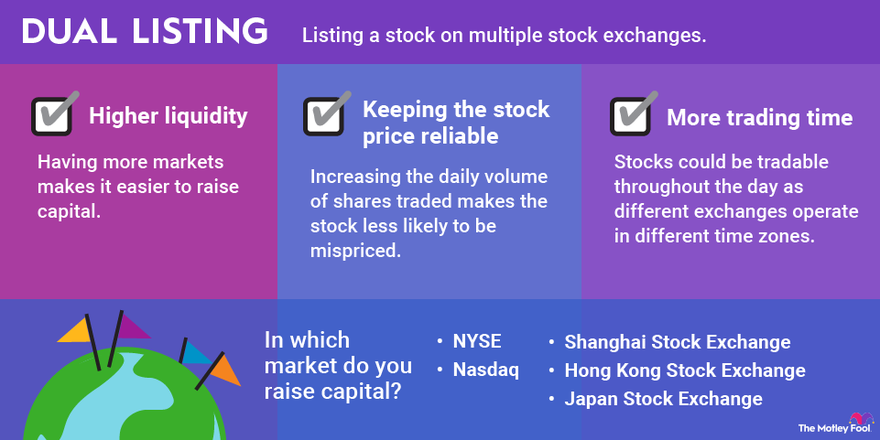 DUAL LISTING
Listing a stock on multiple stock exchanges.
Higher liquidity
Having more markets
makes it easier to raise
capital.
Keeping the stock
price reliable
Increasing the daily volume
of shares traded makes the
stock less likely to be
mispriced.
More trading time
Stocks could be tradable
throughout the day as
different exchanges operate
in different time zones.
In which
market do you
raise capital?
• NYSE
• Nasdaq
• Shanghai Stock Exchange
• Hong Kong Stock Exchange
• Japan Stock Exchange
The Motley Fool.